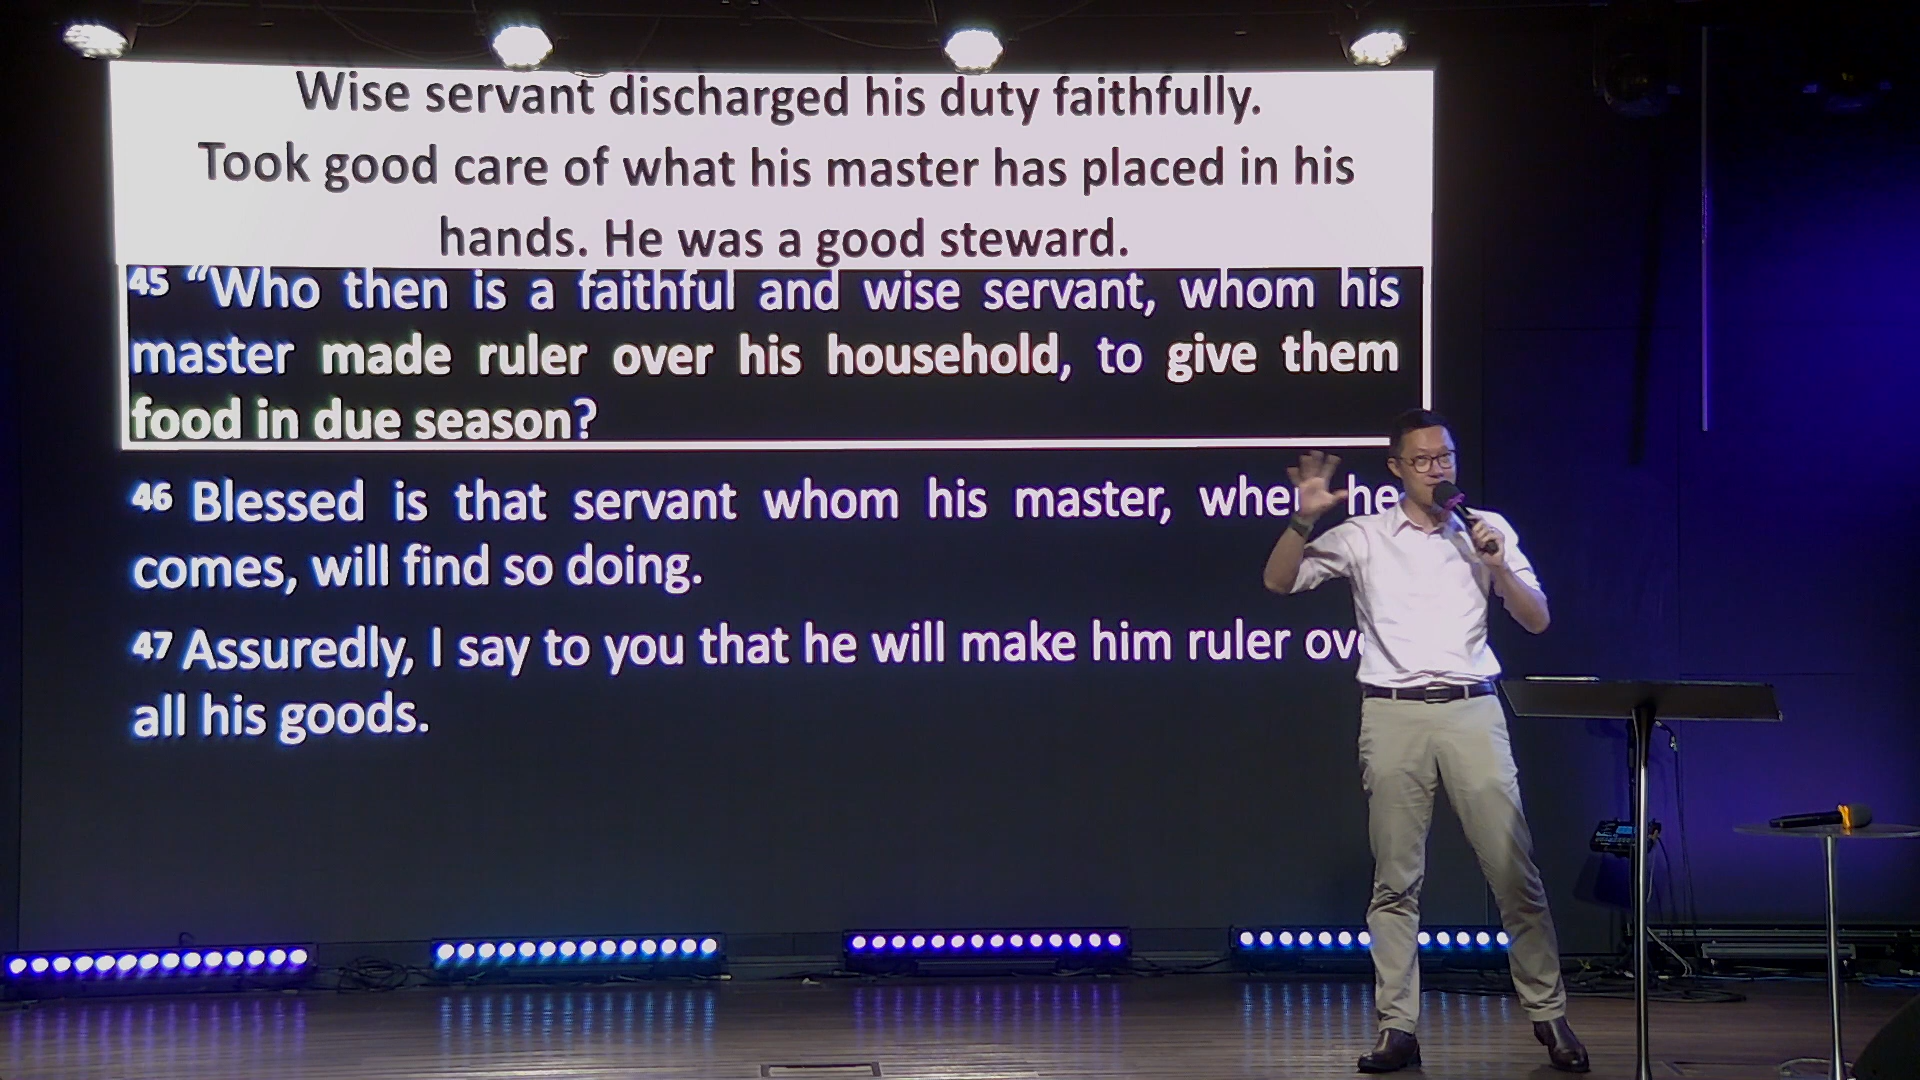 Wise servant discharged his duty faithfully.
Took good care of what his master has placed in his
hands. He was a good steward.
45 “Who then is a faithful and wise servant, whom his
master made ruler over his household, to give them
food in due season?
46 Blessed is that servant whom his master, when he
comes, will find so doing.
47 Assuredly, I say to you that he will make him ruler
all his goods.